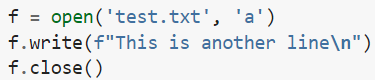 f = open('test.txt', 'a')
f.write(f"This is another line\n")
f.close()